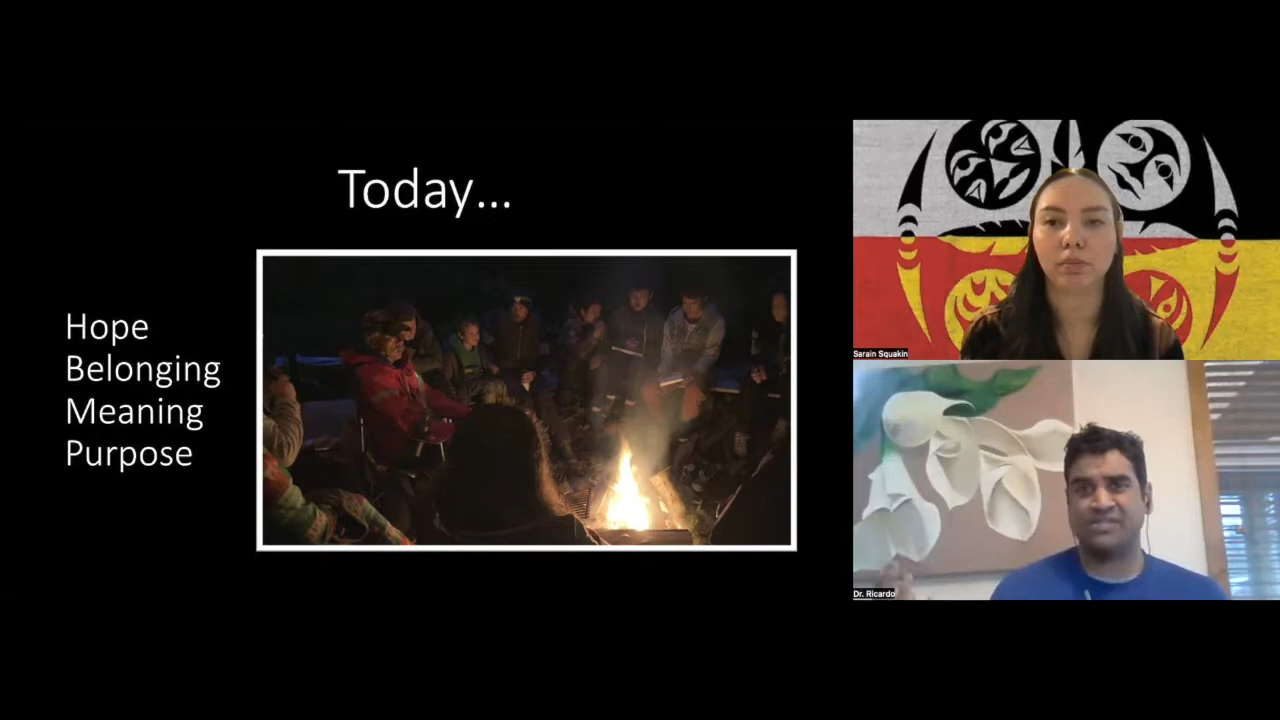 Today...
Hope
Belonging
Meaning
Purpose
Sarain Squakin
Dr. Ricardo